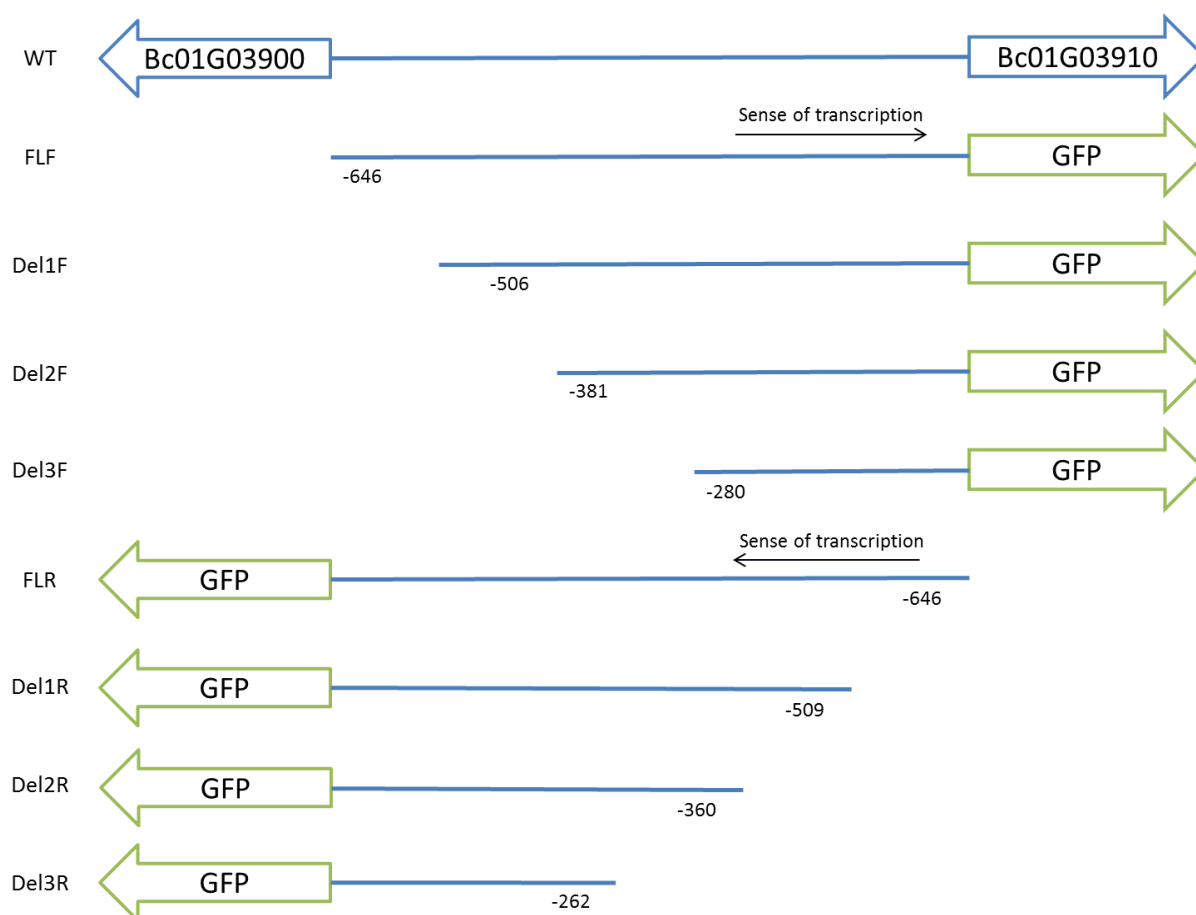 WT
Bc01G03900
Bc01G03910
Sense of transcription
FLF
GFP
-646
Del1F
GFP
-506
Del2F
GFP
-381
Del3F
GFP
-280
Sense of transcription
FLR
GFP
-646
Del1R
GFP
-509
Del2R
GFP
-360
Del3R
GFP
-262